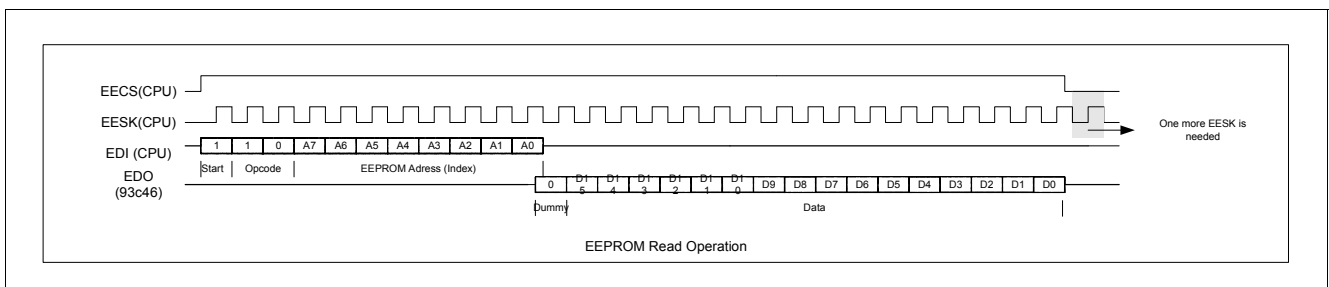 EECS(CPU)
EESK(CPU)
One more EESK is
needed
EDI (CPU)
1 1 0 A7 A6 A5 A4 A3 A2 A1 A0
Start Opcode EEPROM Adress (Index)
EDO
(93c46)
0 D15 D14 D13 D12 D11 D10 D9 D8 D7 D6 D5 D4 D3 D2 D1 D0
Dummy Data
EEPROM Read Operation